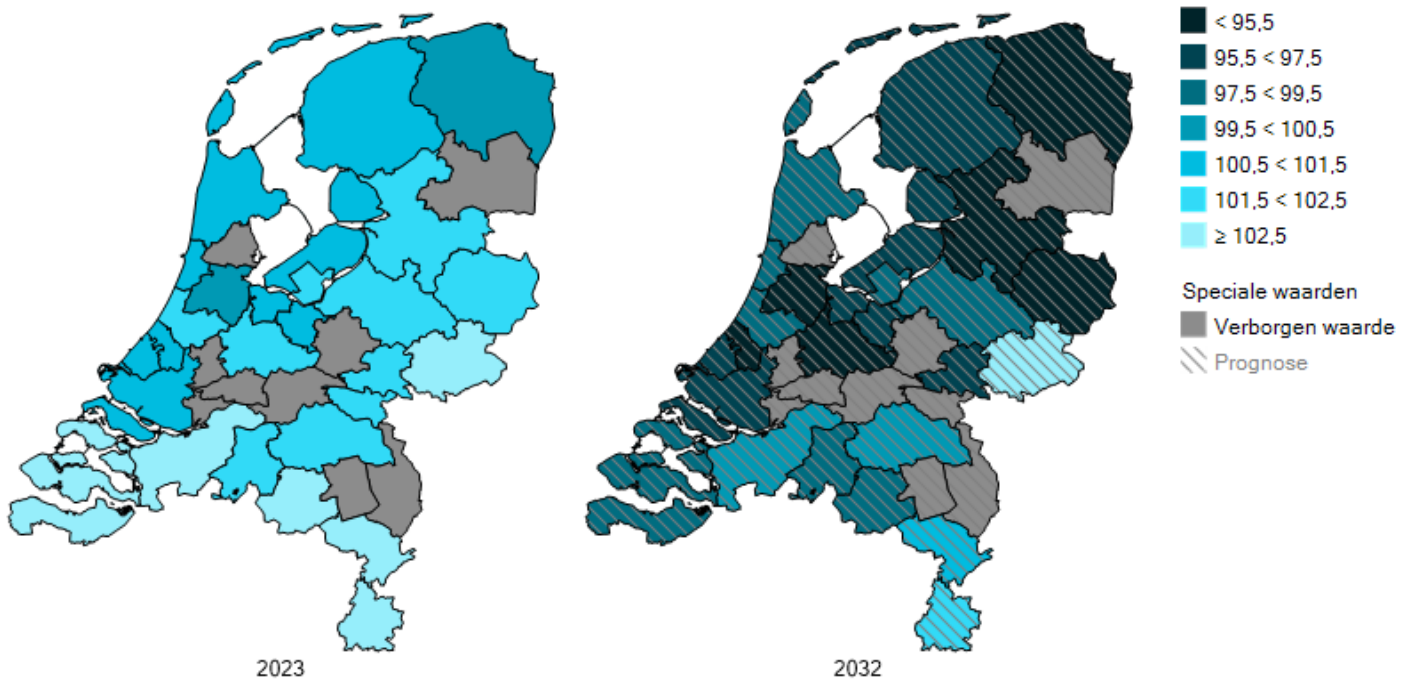 < 95,5
95,5 < 97,5
97,5 < 99,5
99,5 < 100,5
100,5 < 101,5
101,5 < 102,5
≥ 102,5
Speciale waarden
Verborgen waarde
Prognose
2023
2032